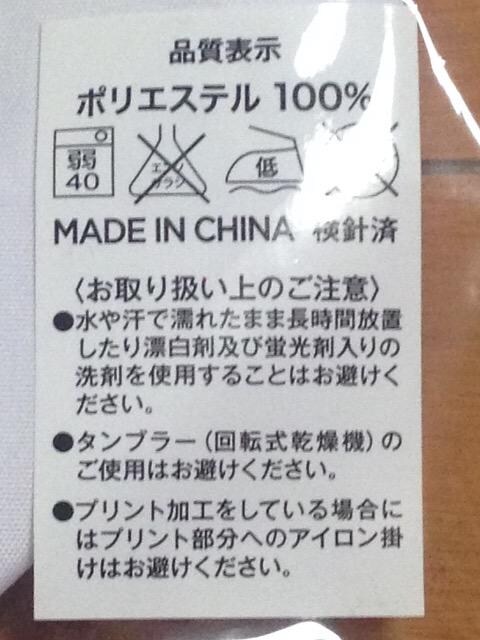 品質表示
ポリエステル 100%
弱
40
エンソ
サラシ
低
MADE IN CHINA 検針済
〈お取り扱い上のご注意〉
●水や汗で濡れたまま長時間放置
したり漂白剤及び蛍光剤入りの
洗剤を使用することはお避けく
ださい。
●タンブラー(回転式乾燥機)の
ご使用はお避けください。
●プリント加工をしている場合に
はプリント部分へのアイロン掛
けはお避けください。